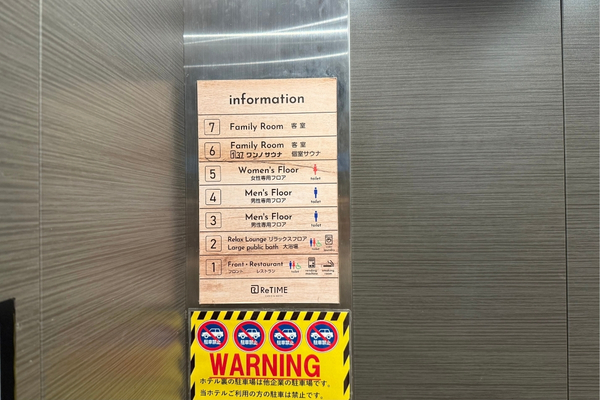 information
7 Family Room 客室
6 Family Room 客室
ワンノサウナ 個室サウナ
5 Women's Floor toilet
女性専用フロア
4 Men's Floor toilet
男性専用フロア
3 Men's Floor toilet
男性専用フロア
2 Relax Lounge リラックスフロア
Large public bath 大浴場
1 Front・Restaurant
フロント レストラン
ReTIME
駐車禁止 駐車禁止 駐車禁止 駐車禁止
WARNING
ホテル裏の駐車場は他企業の駐車場です。
当ホテルご利用の方の駐車は禁止です。